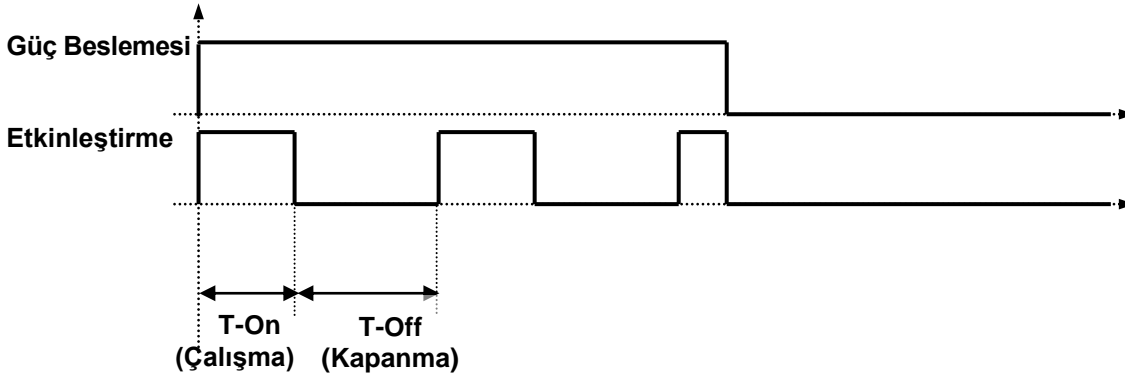 Güç Beslemesi
Etkinleştirme
T-On
(Çalışma)
T-Off
(Kapanma)